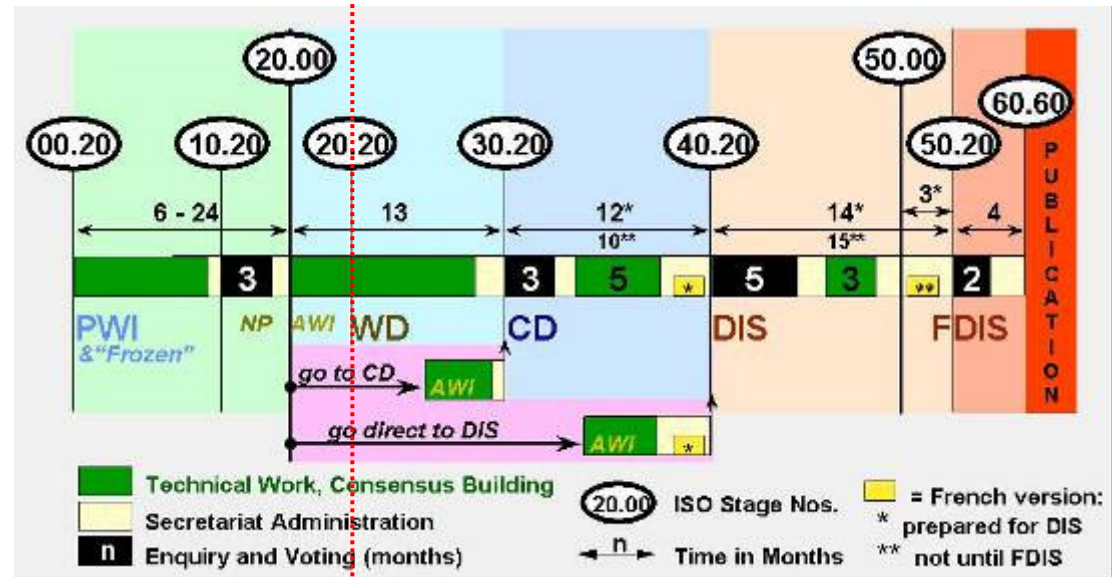 20.00
50.00
60.60
00.20
10.20
20.20
30.20
40.20
50.20
6 - 24
13
12*
10**
14*
15**
3*
4
3
3
5
*
5
3
**
2
PWI
&"Frozen"
NP
AWI
WD
CD
DIS
FDIS
PUBLICATION
go to CD
AWI
go direct to DIS
AWI
*
Technical Work, Consensus Building
Secretariat Administration
n Enquiry and Voting (months)
20.00 ISO Stage Nos.
n Time in Months
= French version:
* prepared for DIS
** not until FDIS